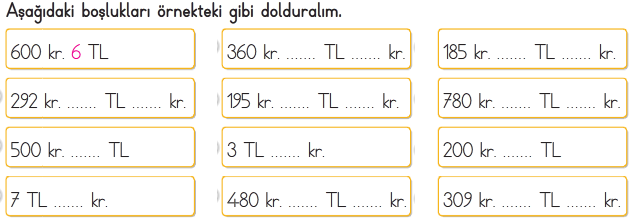 Aşağıdaki boşlukları örnekteki gibi dolduralım.
600 kr. 6 TL
360 kr. ....... TL ....... kr.
185 kr. ....... TL ....... kr.
292 kr. ....... TL ....... kr.
195 kr. ....... TL ....... kr.
780 kr. ....... TL ....... kr.
500 kr. ....... TL
3 TL ....... kr.
200 kr. ....... TL
7 TL ....... kr.
480 kr. ....... TL ....... kr.
309 kr. ....... TL ....... kr.